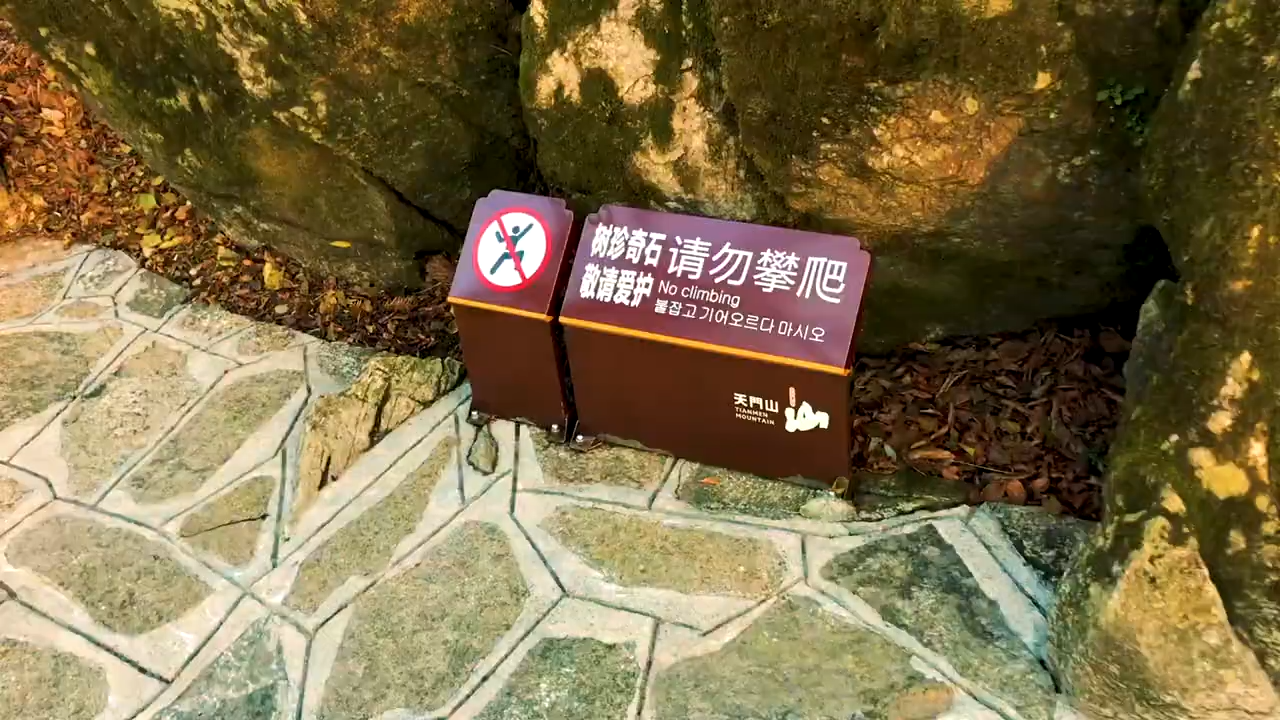 树珍奇石
敬请爱护
请勿攀爬
No climbing
붙잡고 기어오르다 마시오
天門山
TIANMEN
MOUNTAIN